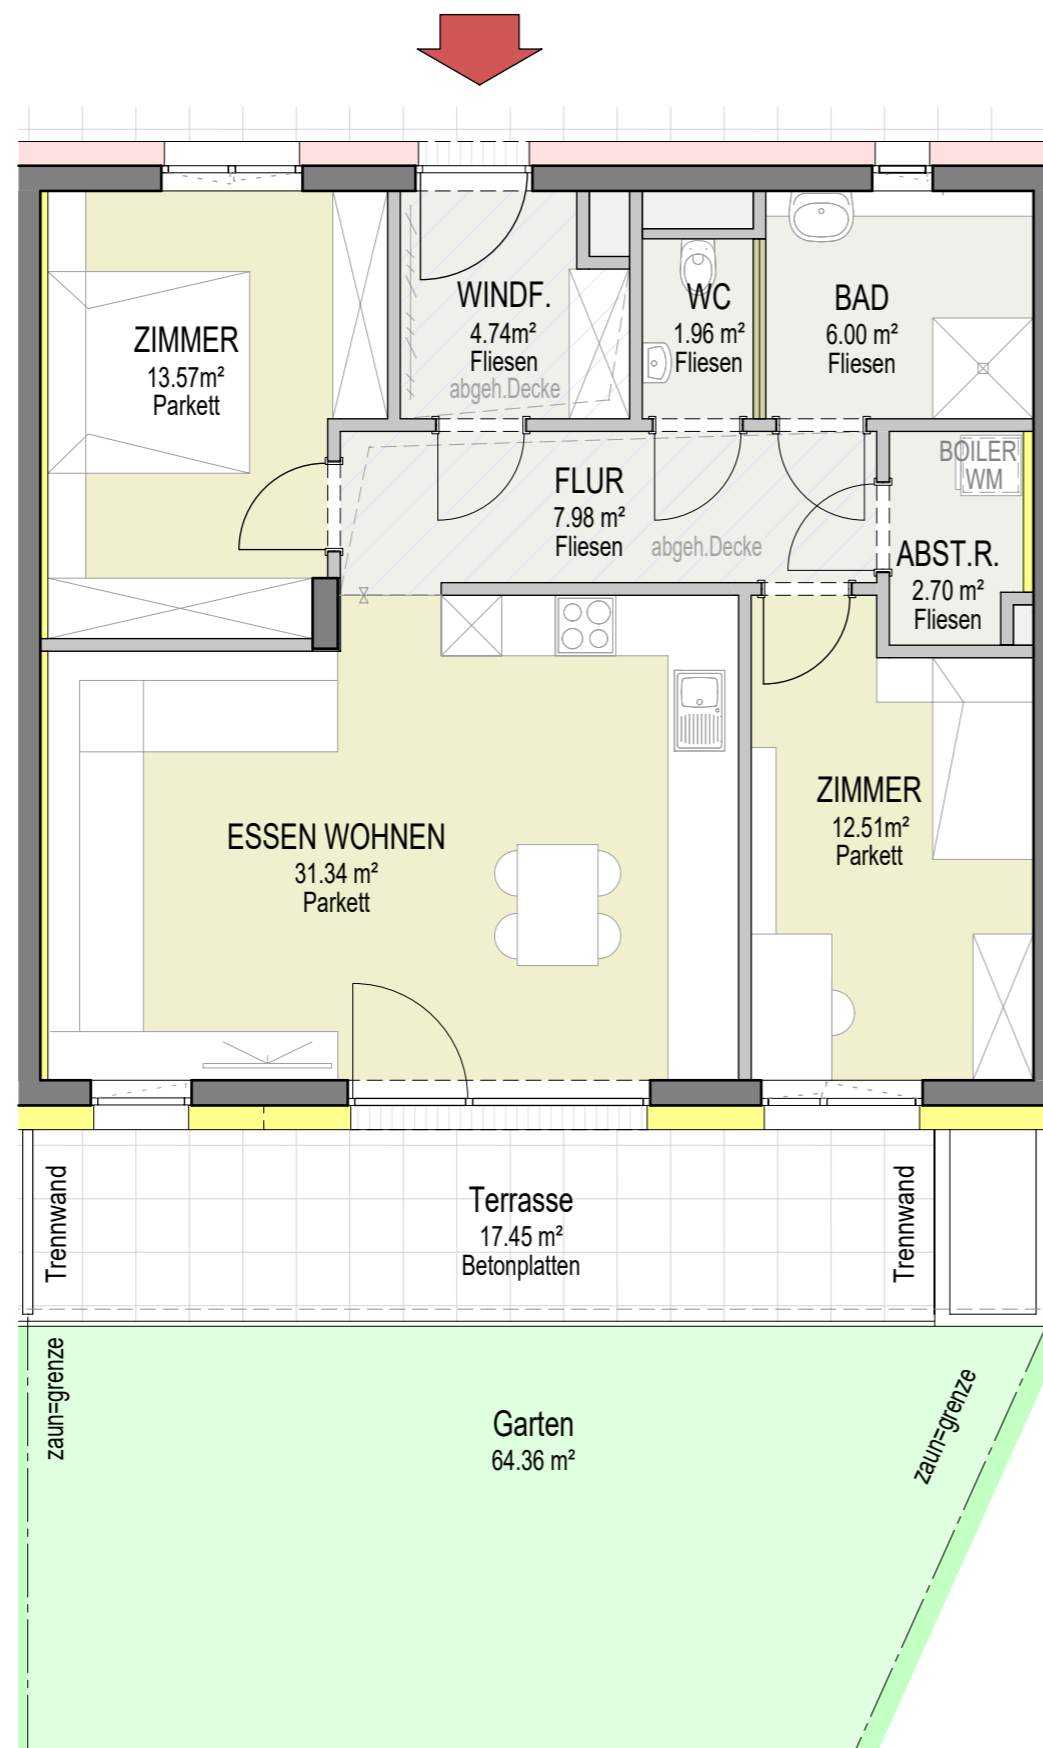 ZIMMER
13.57m²
Parkett
WINDF.
4.74m²
Fliesen
abgeh.Decke
WC
1.96 m²
Fliesen
BAD
6.00 m²
Fliesen
FLUR
7.98 m²
Fliesen
abgeh.Decke
BOILER
WM
ABST.R.
2.70 m²
Fliesen
ESSEN WOHNEN
31.34 m²
Parkett
ZIMMER
12.51m²
Parkett
Trennwand
Terrasse
17.45 m²
Betonplatten
Trennwand
zaun=grenze
Garten
64.36 m²
zaun=grenze